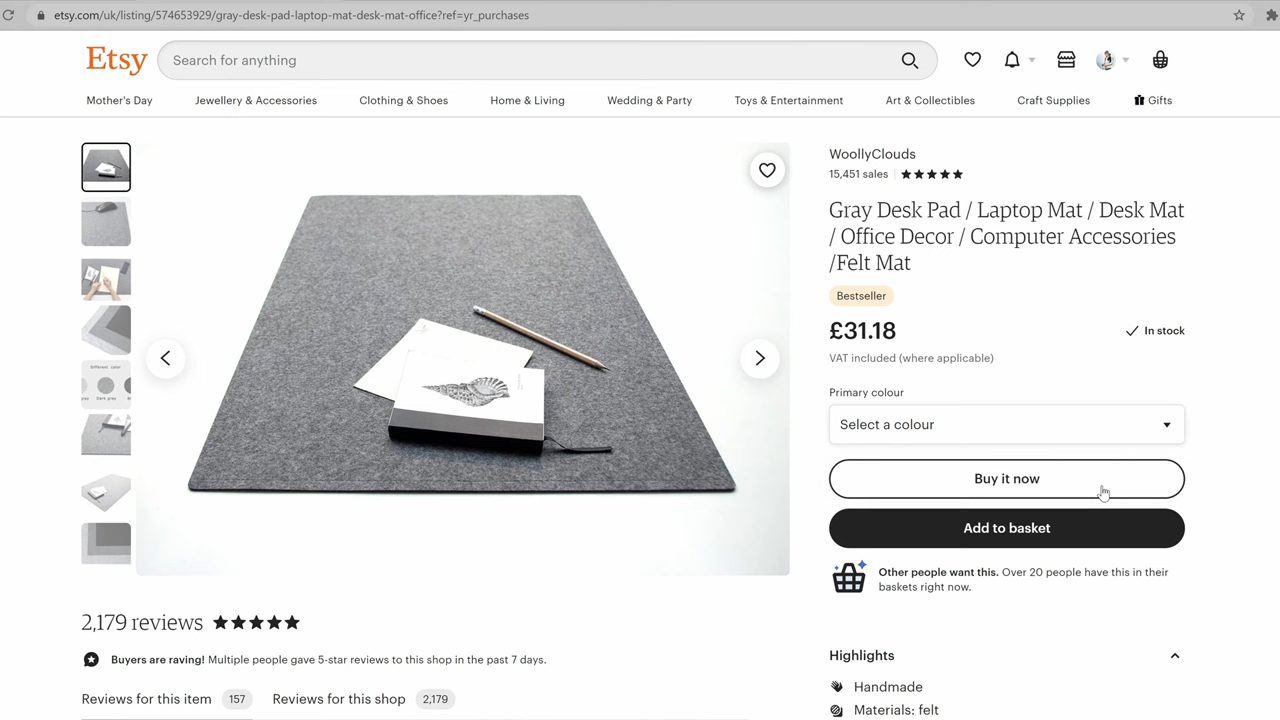 etsy.com/uk/listing/574653929/gray-desk-pad-laptop-mat-desk-mat-office?ref=yr_purchases
Etsy
Search for anything
Mother's Day
Jewellery & Accessories
Clothing & Shoes
Home & Living
Wedding & Party
Toys & Entertainment
Art & Collectibles
Craft Supplies
Gifts
WoollyClouds
15,451 sales
Gray Desk Pad / Laptop Mat / Desk Mat
/ Office Decor / Computer Accessories
/Felt Mat
Bestseller
£31.18
In stock
VAT included (where applicable)
Primary colour
Select a colour
Buy it now
Add to basket
Other people want this. Over 20 people have this in their
baskets right now.
Different color
Dark grey
2,179 reviews
Buyers are raving! Multiple people gave 5-star reviews to this shop in the past 7 days.
Reviews for this item 157
Reviews for this shop 2,179
Highlights
Handmade
Materials: felt